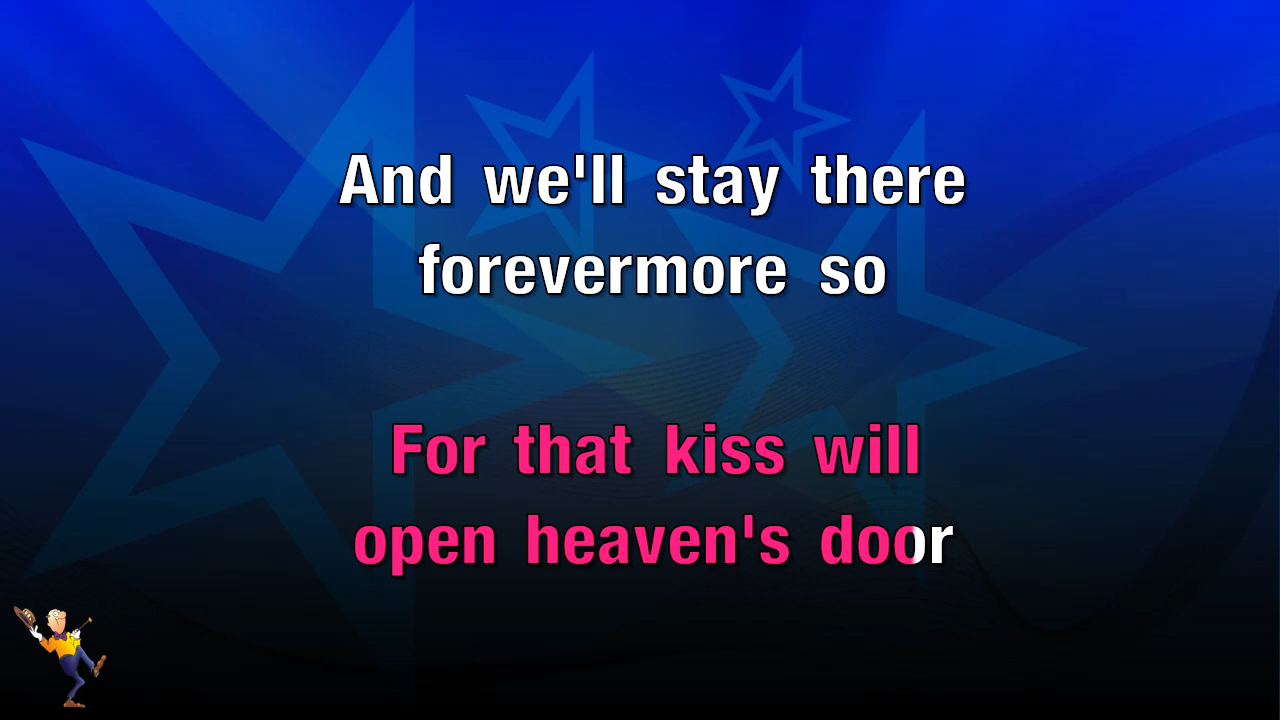 And we'll stay there
forevermore so
For that kiss will
open heaven's door